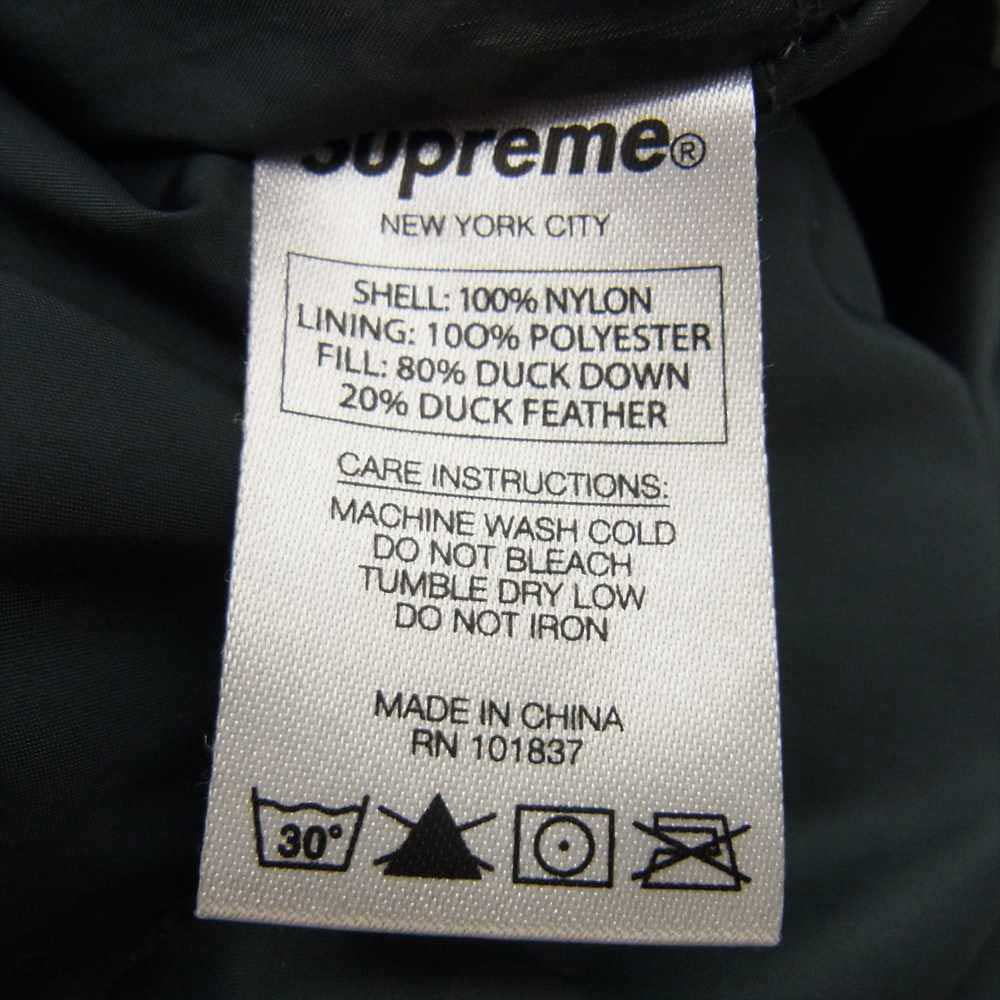 Supreme®
NEW YORK CITY
SHELL: 100% NYLON
LINING: 100% POLYESTER
FILL: 80% DUCK DOWN
20% DUCK FEATHER
CARE INSTRUCTIONS:
MACHINE WASH COLD
DO NOT BLEACH
TUMBLE DRY LOW
DO NOT IRON
MADE IN CHINA
RN 101837
30°